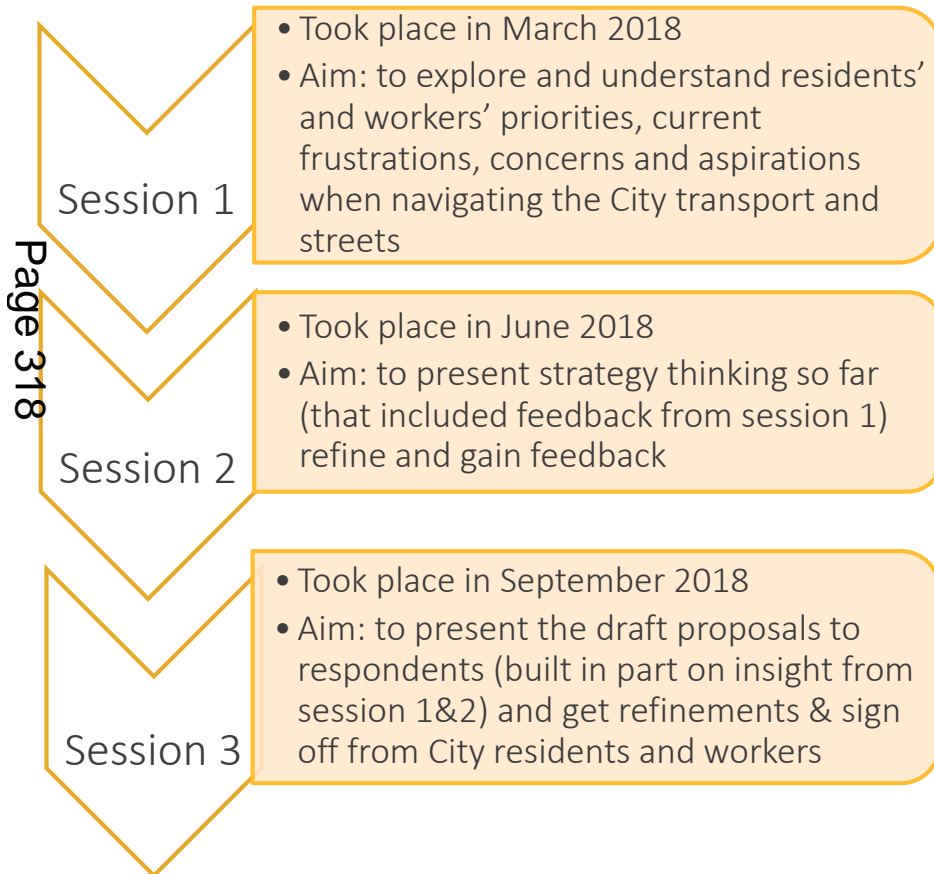 Session 1
• Took place in March 2018
• Aim: to explore and understand residents'
and workers' priorities, current
frustrations, concerns and aspirations
when navigating the City transport and
streets
Page 318
Session 2
• Took place in June 2018
• Aim: to present strategy thinking so far
(that included feedback from session 1)
refine and gain feedback
Session 3
• Took place in September 2018
• Aim: to present the draft proposals to
respondents (built in part on insight from
session 1&2) and get refinements & sign
off from City residents and workers